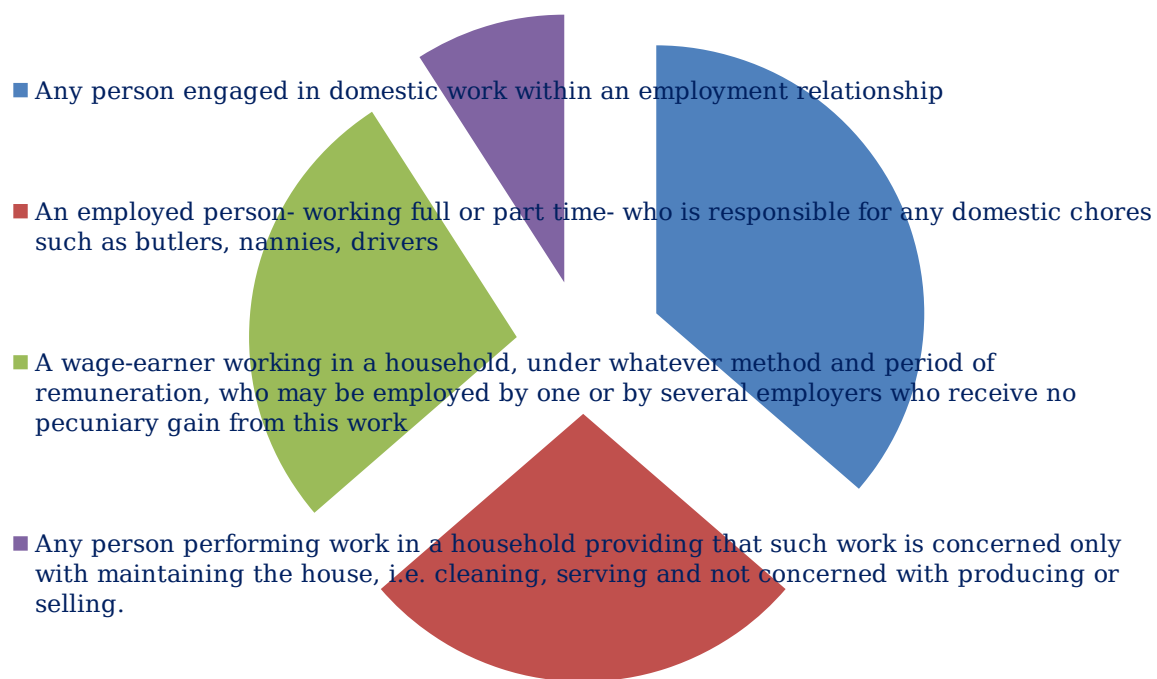 Any person engaged in domestic work within an employment relationship
An employed person- working full or part time- who is responsible for any domestic chores
such as butlers, nannies, drivers
A wage-earner working in a household, under whatever method and period of
remuneration, who may be employed by one or by several employers who receive no
pecuniary gain from this work
Any person performing work in a household providing that such work is concerned only
with maintaining the house, i.e. cleaning, serving and not concerned with producing or
selling.